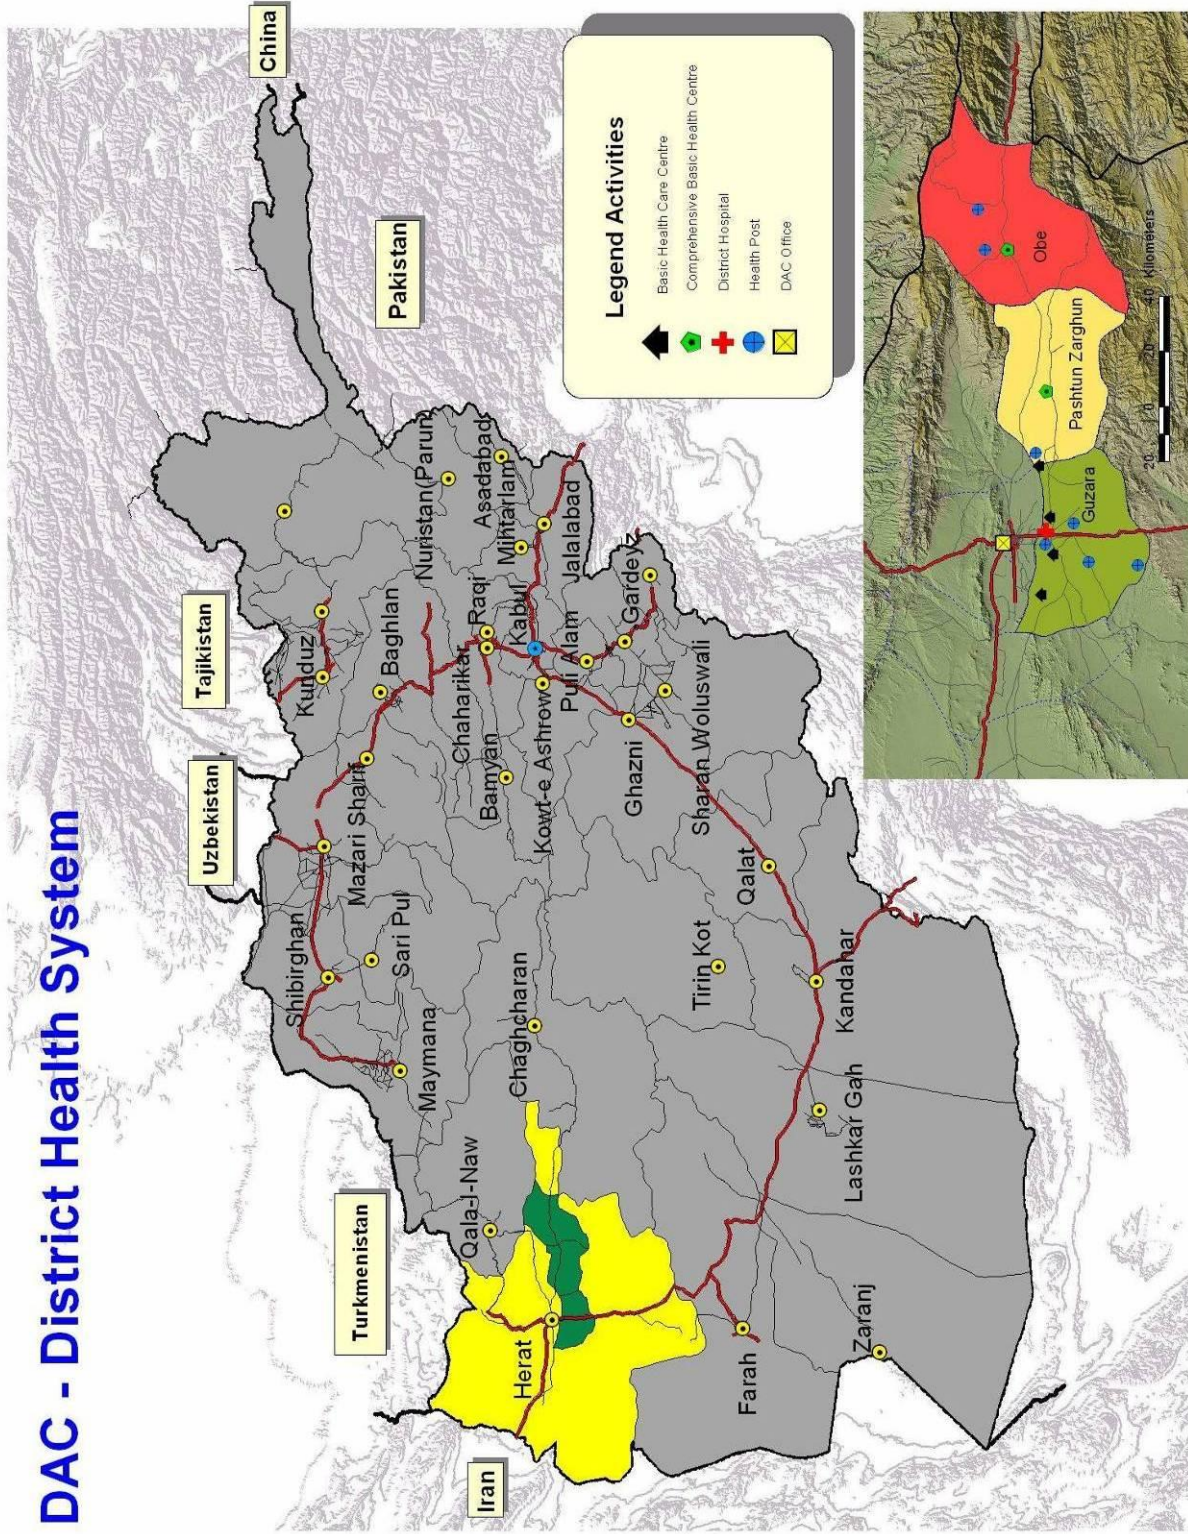 DAC - District Health System
China
Tajikistan
Uzbekistan
Turkmenistan
Pakistan
Iran
Kunduz
Baghlan
Mazari Sharif
Shibirghan
Sari Pul
Maymana
Qala-I-Naw
Herat
Chaghcharan
Nuristan(Parun)
Asadabad
Mihtarlam
Jalalabad
Raqi
Kabul
Chaharikar
Bamyan
Kowt-e Ashrow
Puli Alam
Gardeyz
Ghazni
Sharan Woluswali
Qalat
Tirin Kot
Kandahar
Lashkar Gah
Farah
Zaranj
Legend Activities
Basic Health Care Centre
Comprehensive Basic Health Centre
District Hospital
Health Post
DAC Office
Obe
Pashtun Zarghun
Guzara
20 0 20 40 Kilometers